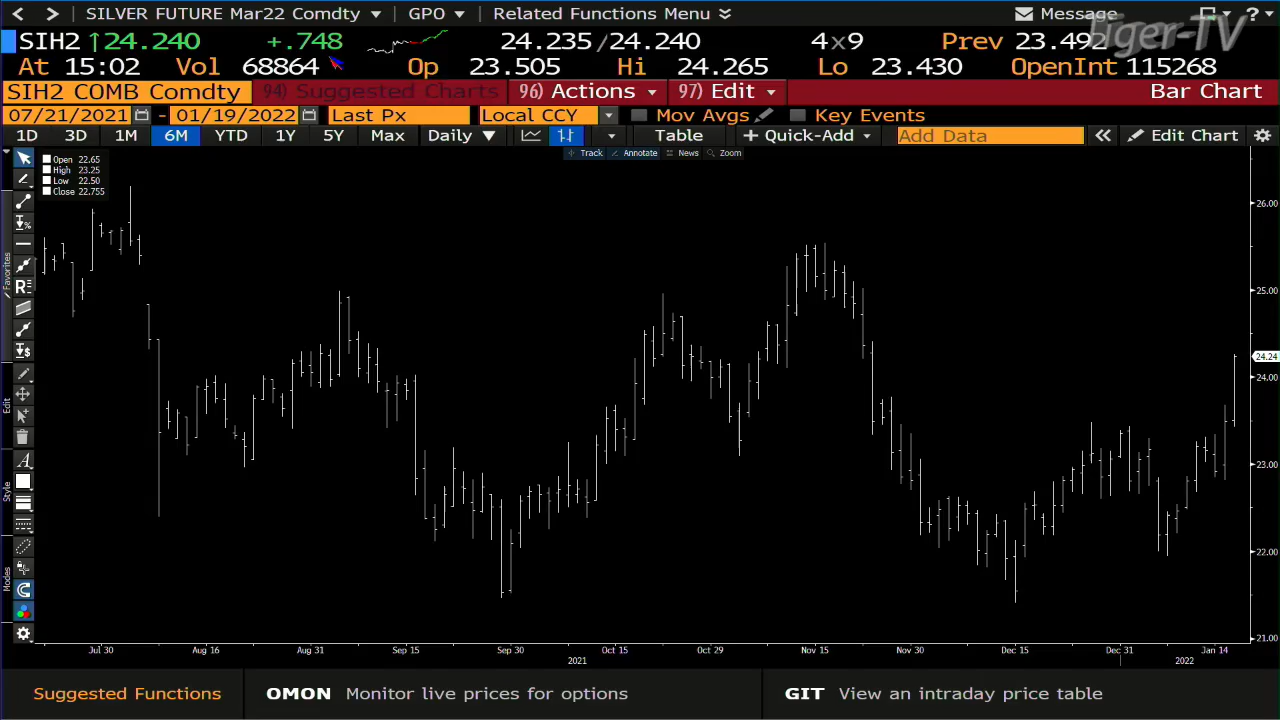 SILVER FUTURE Mar22 Comdty GPO Related Functions Menu Message ?
SIH2 ↑24.240 +.748 24.235/24.240 4x9 Prev 23.492
Tiger-TV
At 15:02 Vol 68864 Op 23.505 Hi 24.265 Lo 23.430 OpenInt 115268
SIH2 COMB Comdty 94) Suggested Charts 96) Actions 97) Edit Bar Chart
07/21/2021 - 01/19/2022 Last Px Local CCY Mov Avgs Key Events
1D 3D 1M 6M YTD 1Y 5Y Max Daily ▼ Table + Quick-Add Add Data « Edit Chart
Track Annotate News Zoom
Open 22.65
High 23.25
Low 22.50
Close 22.755
Favorites
Edit
Style
Modes
26.00
25.00
24.24
24.00
23.00
22.00
21.00
Jul 30 Aug 16 Aug 31 Sep 15 Sep 30 Oct 15 Oct 29 Nov 15 Nov 30 Dec 15 Dec 31 Jan 14
2021 2022
Suggested Functions OMON Monitor live prices for options GIT View an intraday price table